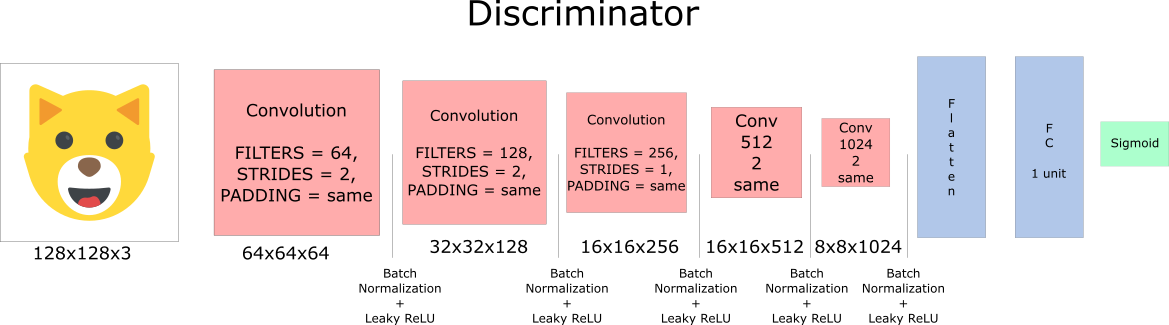 Discriminator
128x128x3
Convolution
FILTERS = 64,
STRIDES = 2,
PADDING = same
64x64x64
Batch
Normalization
+
Leaky ReLU
Convolution
FILTERS = 128,
STRIDES = 2,
PADDING = same
32x32x128
Batch
Normalization
+
Leaky ReLU
Convolution
FILTERS = 256,
STRIDES = 1,
PADDING = same
16x16x256
Batch
Normalization
+
Leaky ReLU
Conv
512
2
same
16x16x512
Batch
Normalization
+
Leaky ReLU
Conv
1024
2
same
8x8x1024
Batch
Normalization
+
Leaky ReLU
F
l
a
t
t
e
n
F
C
1 unit
Sigmoid